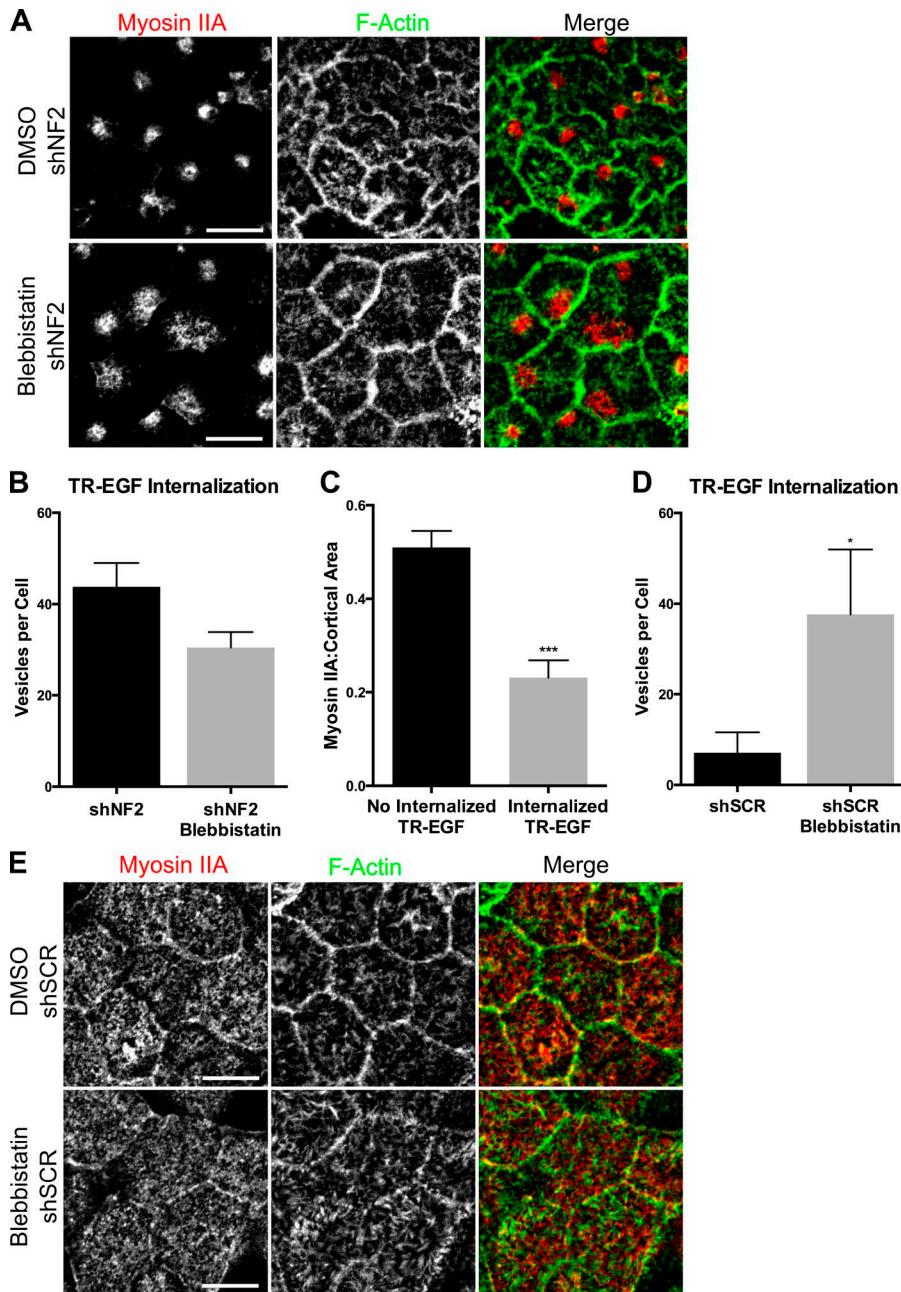 A
Myosin IIA
F-Actin
Merge
DMSO
shNF2
Blebbistatin
shNF2
B
TR-EGF Internalization
Vesicles per Cell
60
40
20
0
shNF2
shNF2
Blebbistatin
C
Myosin IIA:Cortical Area
0.6
0.4
0.2
0.0
***
No Internalized
TR-EGF
Internalized
TR-EGF
D
TR-EGF Internalization
Vesicles per Cell
60
40
20
0
*
shSCR
shSCR
Blebbistatin
E
Myosin IIA
F-Actin
Merge
DMSO
shSCR
Blebbistatin
shSCR